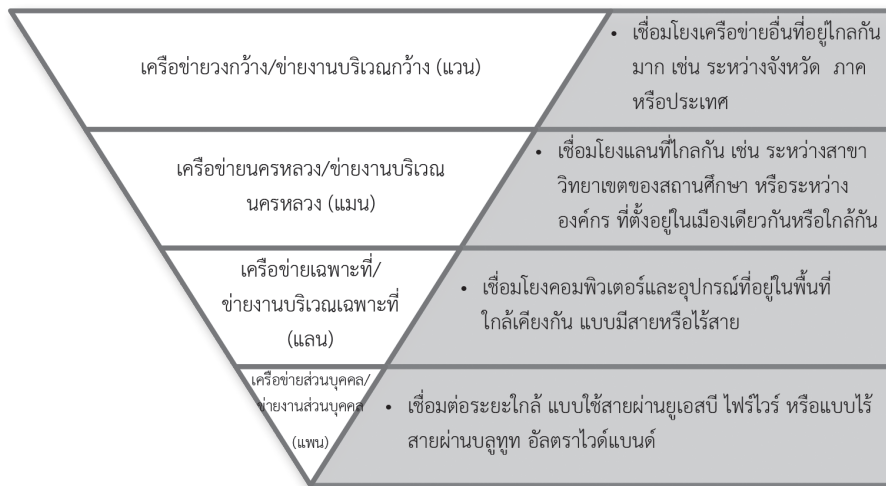 เครือข่ายวงกว้าง/ข่ายงานบริเวณกว้าง (แวน)
• เชื่อมโยงเครือข่ายอื่นที่อยู่ไกลกัน
มาก เช่น ระหว่างจังหวัด ภาค
หรือประเทศ
เครือข่ายนครหลวง/ข่ายงานบริเวณ
นครหลวง (แมน)
• เชื่อมโยงแลนที่ไกลกัน เช่น ระหว่างสาขา
วิทยาเขตของสถานศึกษา หรือระหว่าง
องค์กร ที่ตั้งอยู่ในเมืองเดียวกันหรือใกล้กัน
เครือข่ายเฉพาะที่/
ข่ายงานบริเวณเฉพาะที่
(แลน)
• เชื่อมโยงคอมพิวเตอร์และอุปกรณ์ที่อยู่ในพื้นที่
ใกล้เคียงกัน แบบมีสายหรือไร้สาย
เครือข่ายส่วนบุคคล/
ข่ายงานส่วนบุคคล
(แพน)
• เชื่อมต่อระยะใกล้ แบบใช้สายผ่านยูเอสบี ไฟร์ไวร์ หรือแบบไร้
สายผ่านบลูทูท อัลตราไวด์แบนด์